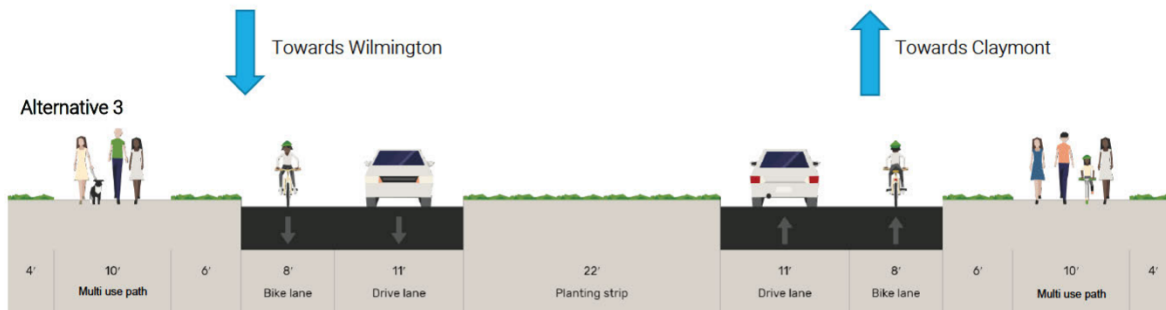 Towards Wilmington
Towards Claymont
Alternative 3
4′ 10′ 6′ 8′ 11′ 22′ 11′ 8′ 6′ 10′ 4′
Multi use path Bike lane Drive lane Planting strip Drive lane Bike lane Multi use path